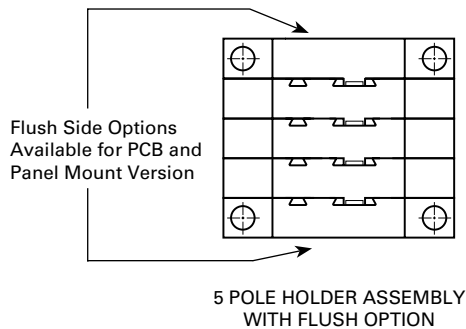 Flush Side Options
Available for PCB and
Panel Mount Version
5 POLE HOLDER ASSEMBLY
WITH FLUSH OPTION